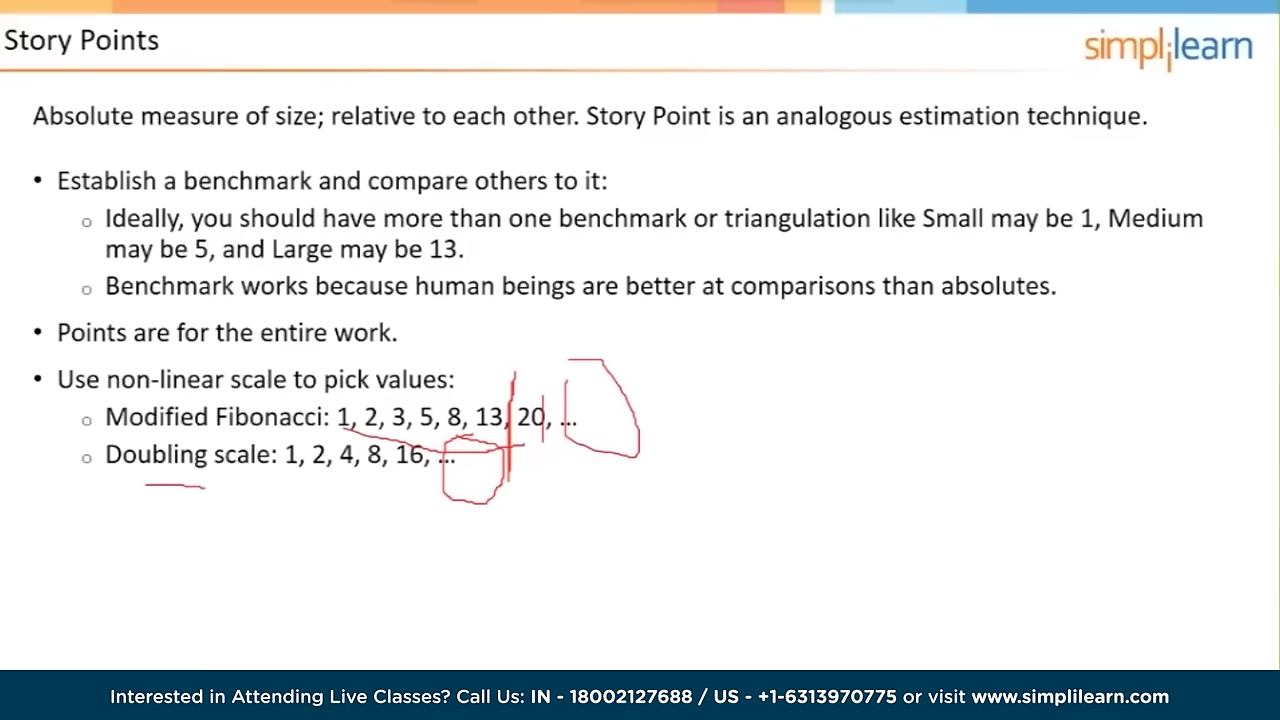 Story Points
simplilearn
Absolute measure of size; relative to each other. Story Point is an analogous estimation technique.
• Establish a benchmark and compare others to it:
o Ideally, you should have more than one benchmark or triangulation like Small may be 1, Medium
may be 5, and Large may be 13.
o Benchmark works because human beings are better at comparisons than absolutes.
• Points are for the entire work.
• Use non-linear scale to pick values:
o Modified Fibonacci: 1, 2, 3, 5, 8, 13, 20, ...
o Doubling scale: 1, 2, 4, 8, 16, ...
Interested in Attending Live Classes? Call Us: IN - 18002127688 / US - +1-6313970775 or visit www.simplilearn.com